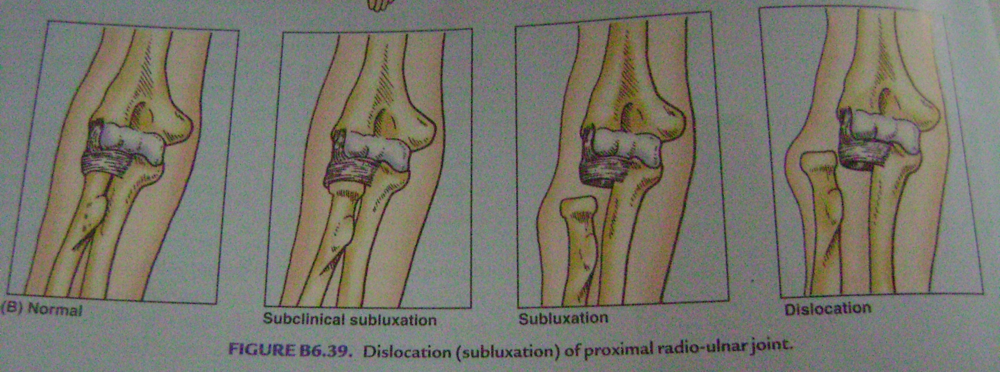 (B) Normal
Subclinical subluxation
Subluxation
Dislocation
FIGURE B6.39. Dislocation (subluxation) of proximal radio-ulnar joint.